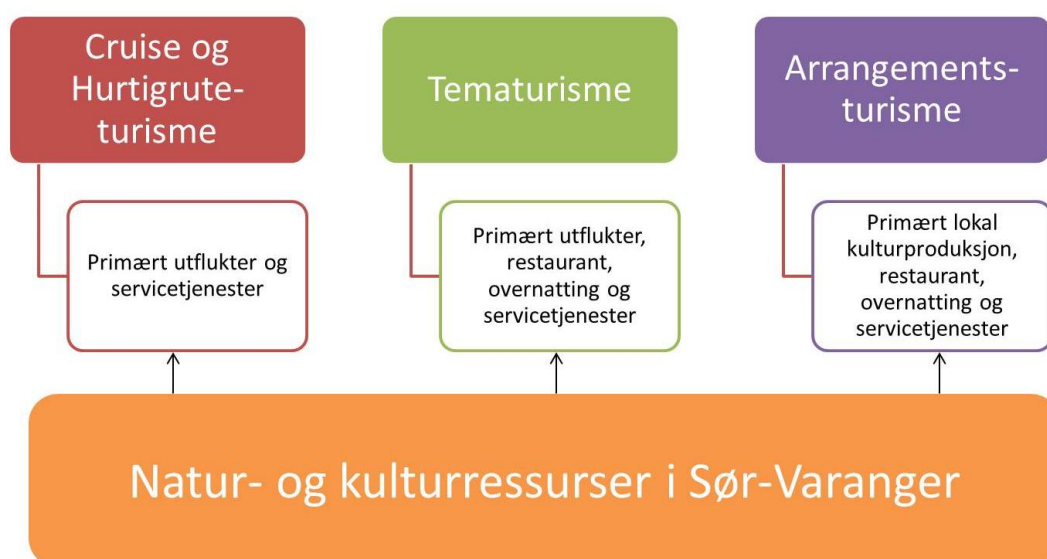 Cruise og
Hurtigrute-
turisme
Tematurisme
Arrangements-
turisme
Primært utflukter og
servicetjenester
Primært utflukter,
restaurant,
overnatting og
servicetjenester
Primært lokal
kulturproduksjon,
restaurant,
overnatting og
servicetjenester
Natur- og kulturressurser i Sør-Varanger